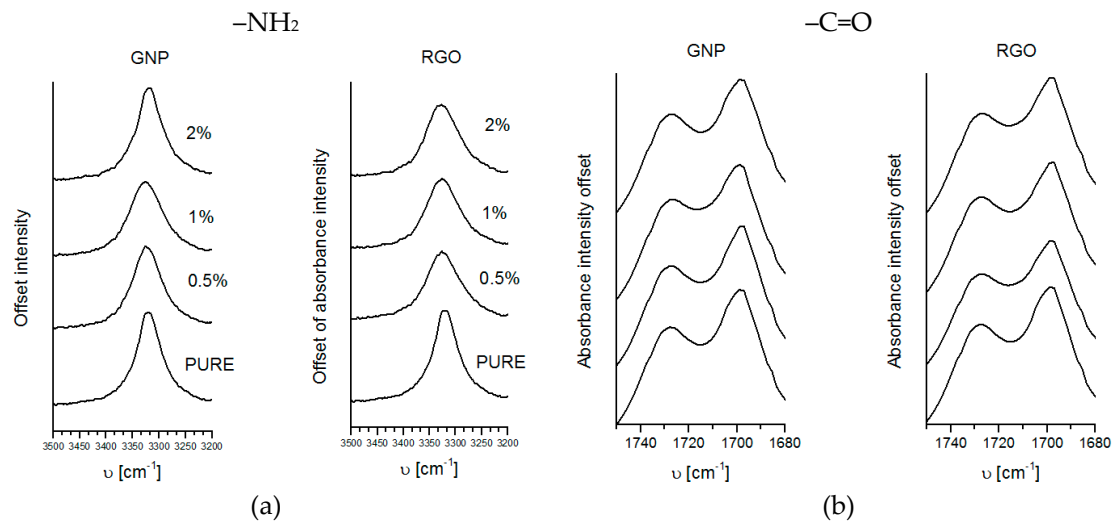 –NH₂
GNP
Offset intensity
2%
1%
0.5%
PURE
3500 3450 3400 3350 3300 3250 3200
υ [cm⁻¹]
RGO
Offset of absorbance intensity
2%
1%
0.5%
PURE
3500 3450 3400 3350 3300 3250 3200
υ [cm⁻¹]
(a)
–C=O
GNP
Absorbance intensity offset
1740 1720 1700 1680
υ [cm⁻¹]
RGO
Absorbance intensity offset
1740 1720 1700 1680
υ [cm⁻¹]
(b)